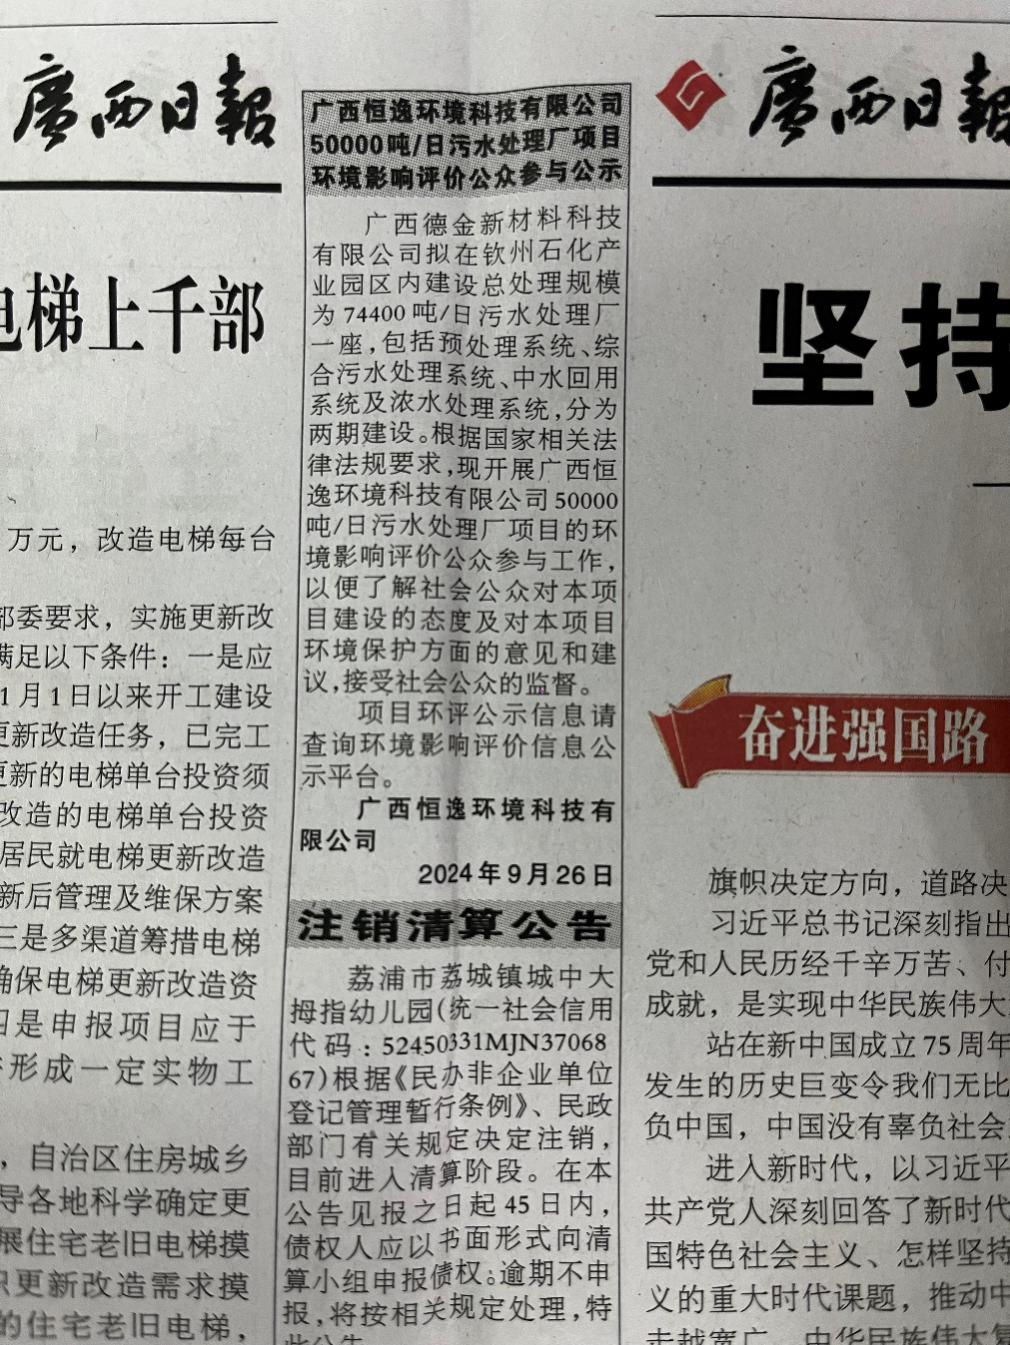 廣西日報
电梯上千部
万元，改造电梯每台
部委要求，实施更新改
满足以下条件：一是应
1月1日以来开工建设
更新改造任务，已完工
更新的电梯单台投资须
改造的电梯单台投资
居民就电梯更新改造
新后管理及维保方案
三是多渠道筹措电梯
确保电梯更新改造资
四是申报项目应于
形成一定实物工
，自治区住房城乡
导各地科学确定更
展住宅老旧电梯摸
织更新改造需求摸
的住宅老旧电梯，
广西恒逸环境科技有限公司
50000吨/日污水处理厂项目
环境影响评价公众参与公示
广西德金新材料科技
有限公司拟在钦州石化产
业园区内建设总处理规模
为74400吨/日污水处理厂
一座，包括预处理系统、综
合污水处理系统、中水回用
系统及浓水处理系统，分为
两期建设。根据国家相关法
律法规要求，现开展广西恒
逸环境科技有限公司50000
吨/日污水处理厂项目的环
境影响评价公众参与工作，
以便了解社会公众对本项
目建设的态度及对本项目
环境保护方面的意见和建
议，接受社会公众的监督。
项目环评公示信息请
查询环境影响评价信息公
示平台。
广西恒逸环境科技有
限公司
2024年9月26日
注销清算公告
荔浦市荔城镇城中大
拇指幼儿园(统一社会信用
代码：52450331MJN37068
67)根据《民办非企业单位
登记管理暂行条例》、民政
部门有关规定决定注销，
目前进入清算阶段。在本
公告见报之日起45日内，
债权人应以书面形式向清
算小组申报债权。逾期不申
报，将按相关规定处理，特
此公告
廣西日報
坚持
奋进强国路
旗帜决定方向，道路决
习近平总书记深刻指出
党和人民历经千辛万苦、付
成就，是实现中华民族伟大
站在新中国成立75周年
发生的历史巨变令我们无比
负中国，中国没有辜负社会
进入新时代，以习近平
共产党人深刻回答了新时代
国特色社会主义、怎样坚持
义的重大时代课题，推动中
走越宽广，中华民族伟大复